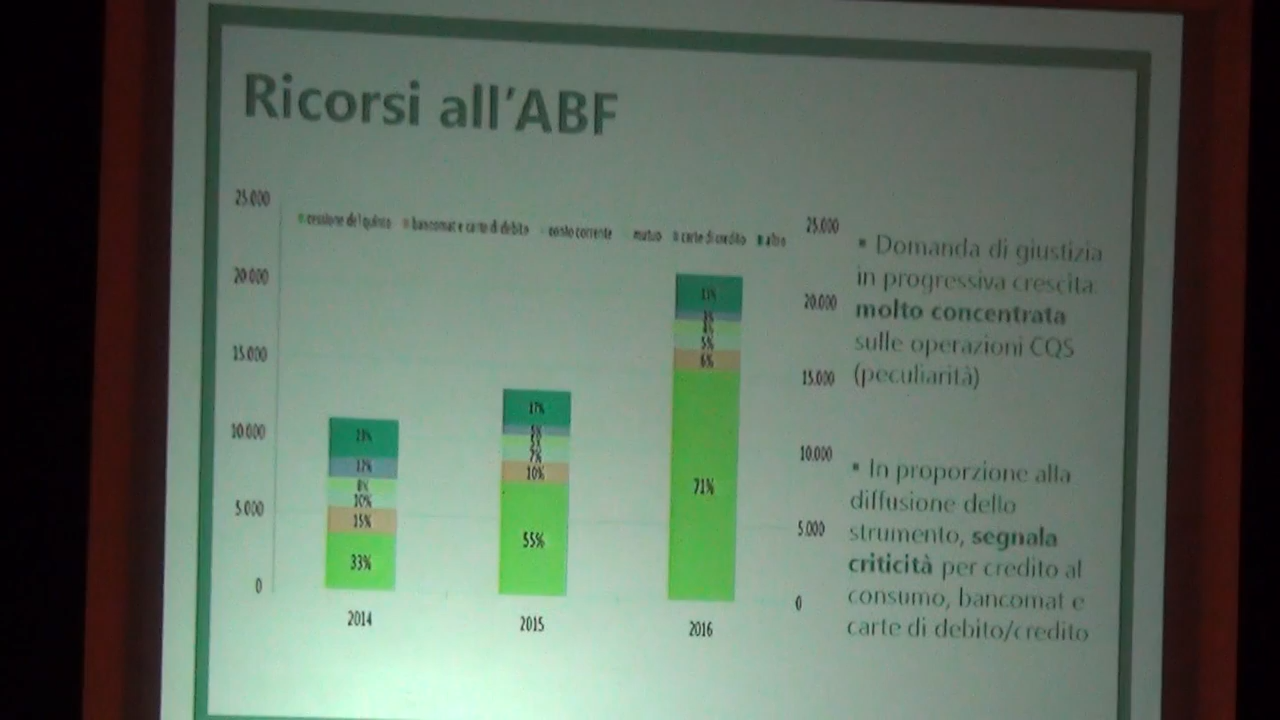 Ricorsi all'ABF
25.000
cessione del quinto bancomat e carte di debito conto corrente mutuo carte di credito altro
25.000
20.000
20.000
15.000
15.000
10.000
10.000
5.000
5.000
0
0
12%
8%
10%
15%
33%
17%
5%
7%
10%
55%
11%
5%
6%
71%
2014
2015
2016
▪ Domanda di giustizia
in progressiva crescita.
molto concentrata
sulle operazioni CQS
(peculiarità)
▪ In proporzione alla
diffusione dello
strumento, segnala
criticità per credito al
consumo, bancomat e
carte di debito/credito